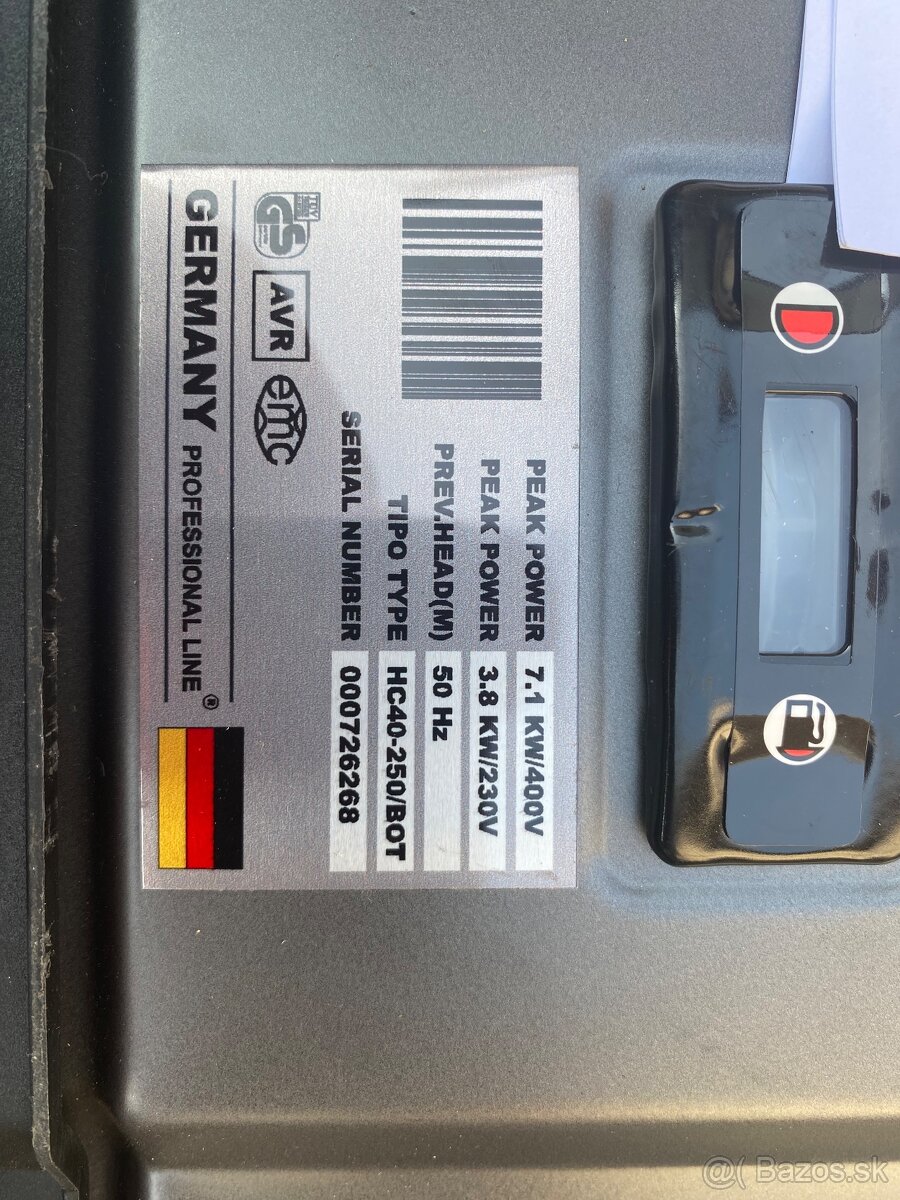 PEAK POWER 7.1 KW/400V
PEAK POWER 3.8 KW/230V
PREV.HEAD(M) 50 Hz
TIPO TYPE HC40-250/BOT
SERIAL NUMBER 000726268
TÜV
GS
AVR
emc
GERMANY PROFESSIONAL LINE®
@( Bazos.sk